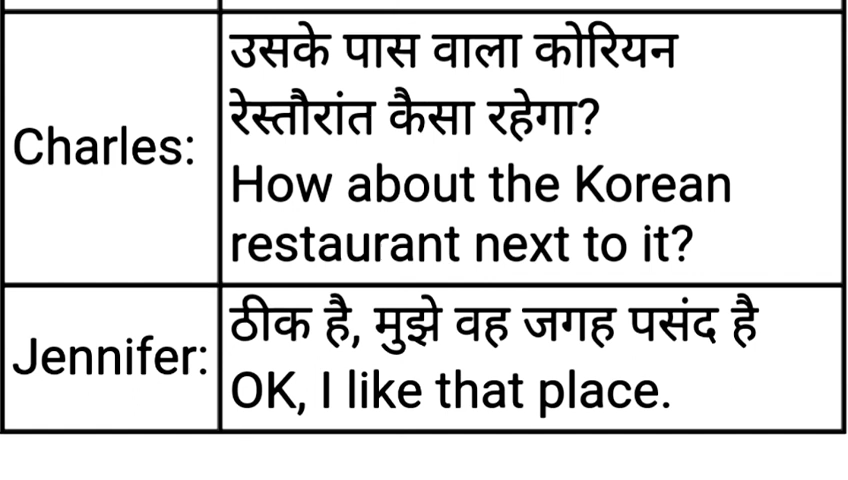 Charles:
उसके पास वाला कोरियन
रेस्तौरांत कैसा रहेगा?
How about the Korean
restaurant next to it?
Jennifer:
ठीक है, मुझे वह जगह पसंद है
OK, I like that place.